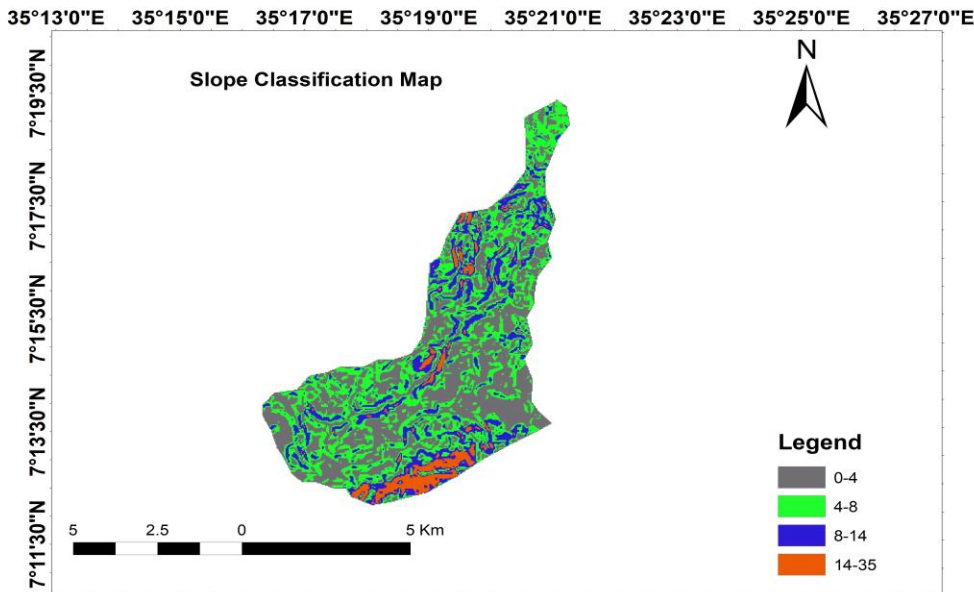 35°13'0"E 35°15'0"E 35°17'0"E 35°19'0"E 35°21'0"E 35°23'0"E 35°25'0"E 35°27'0"E
N
Slope Classification Map
7°19'30"N
7°17'30"N
7°15'30"N
7°13'30"N
7°11'30"N
Legend
0-4
4-8
8-14
14-35
5 2.5 0 5 Km